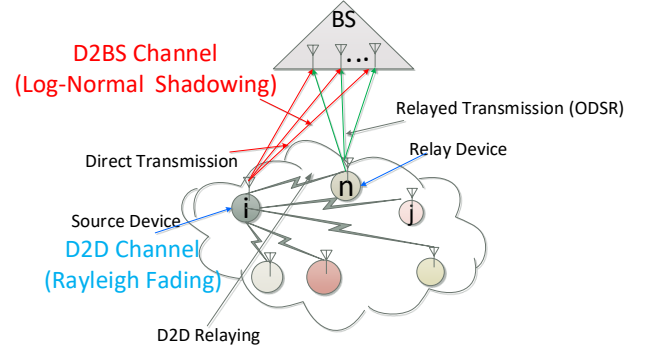 BS
...
D2BS Channel
(Log-Normal Shadowing)
Relayed Transmission (ODSR)
Direct Transmission
Relay Device
n
i
j
Source Device
D2D Channel
(Rayleigh Fading)
D2D Relaying